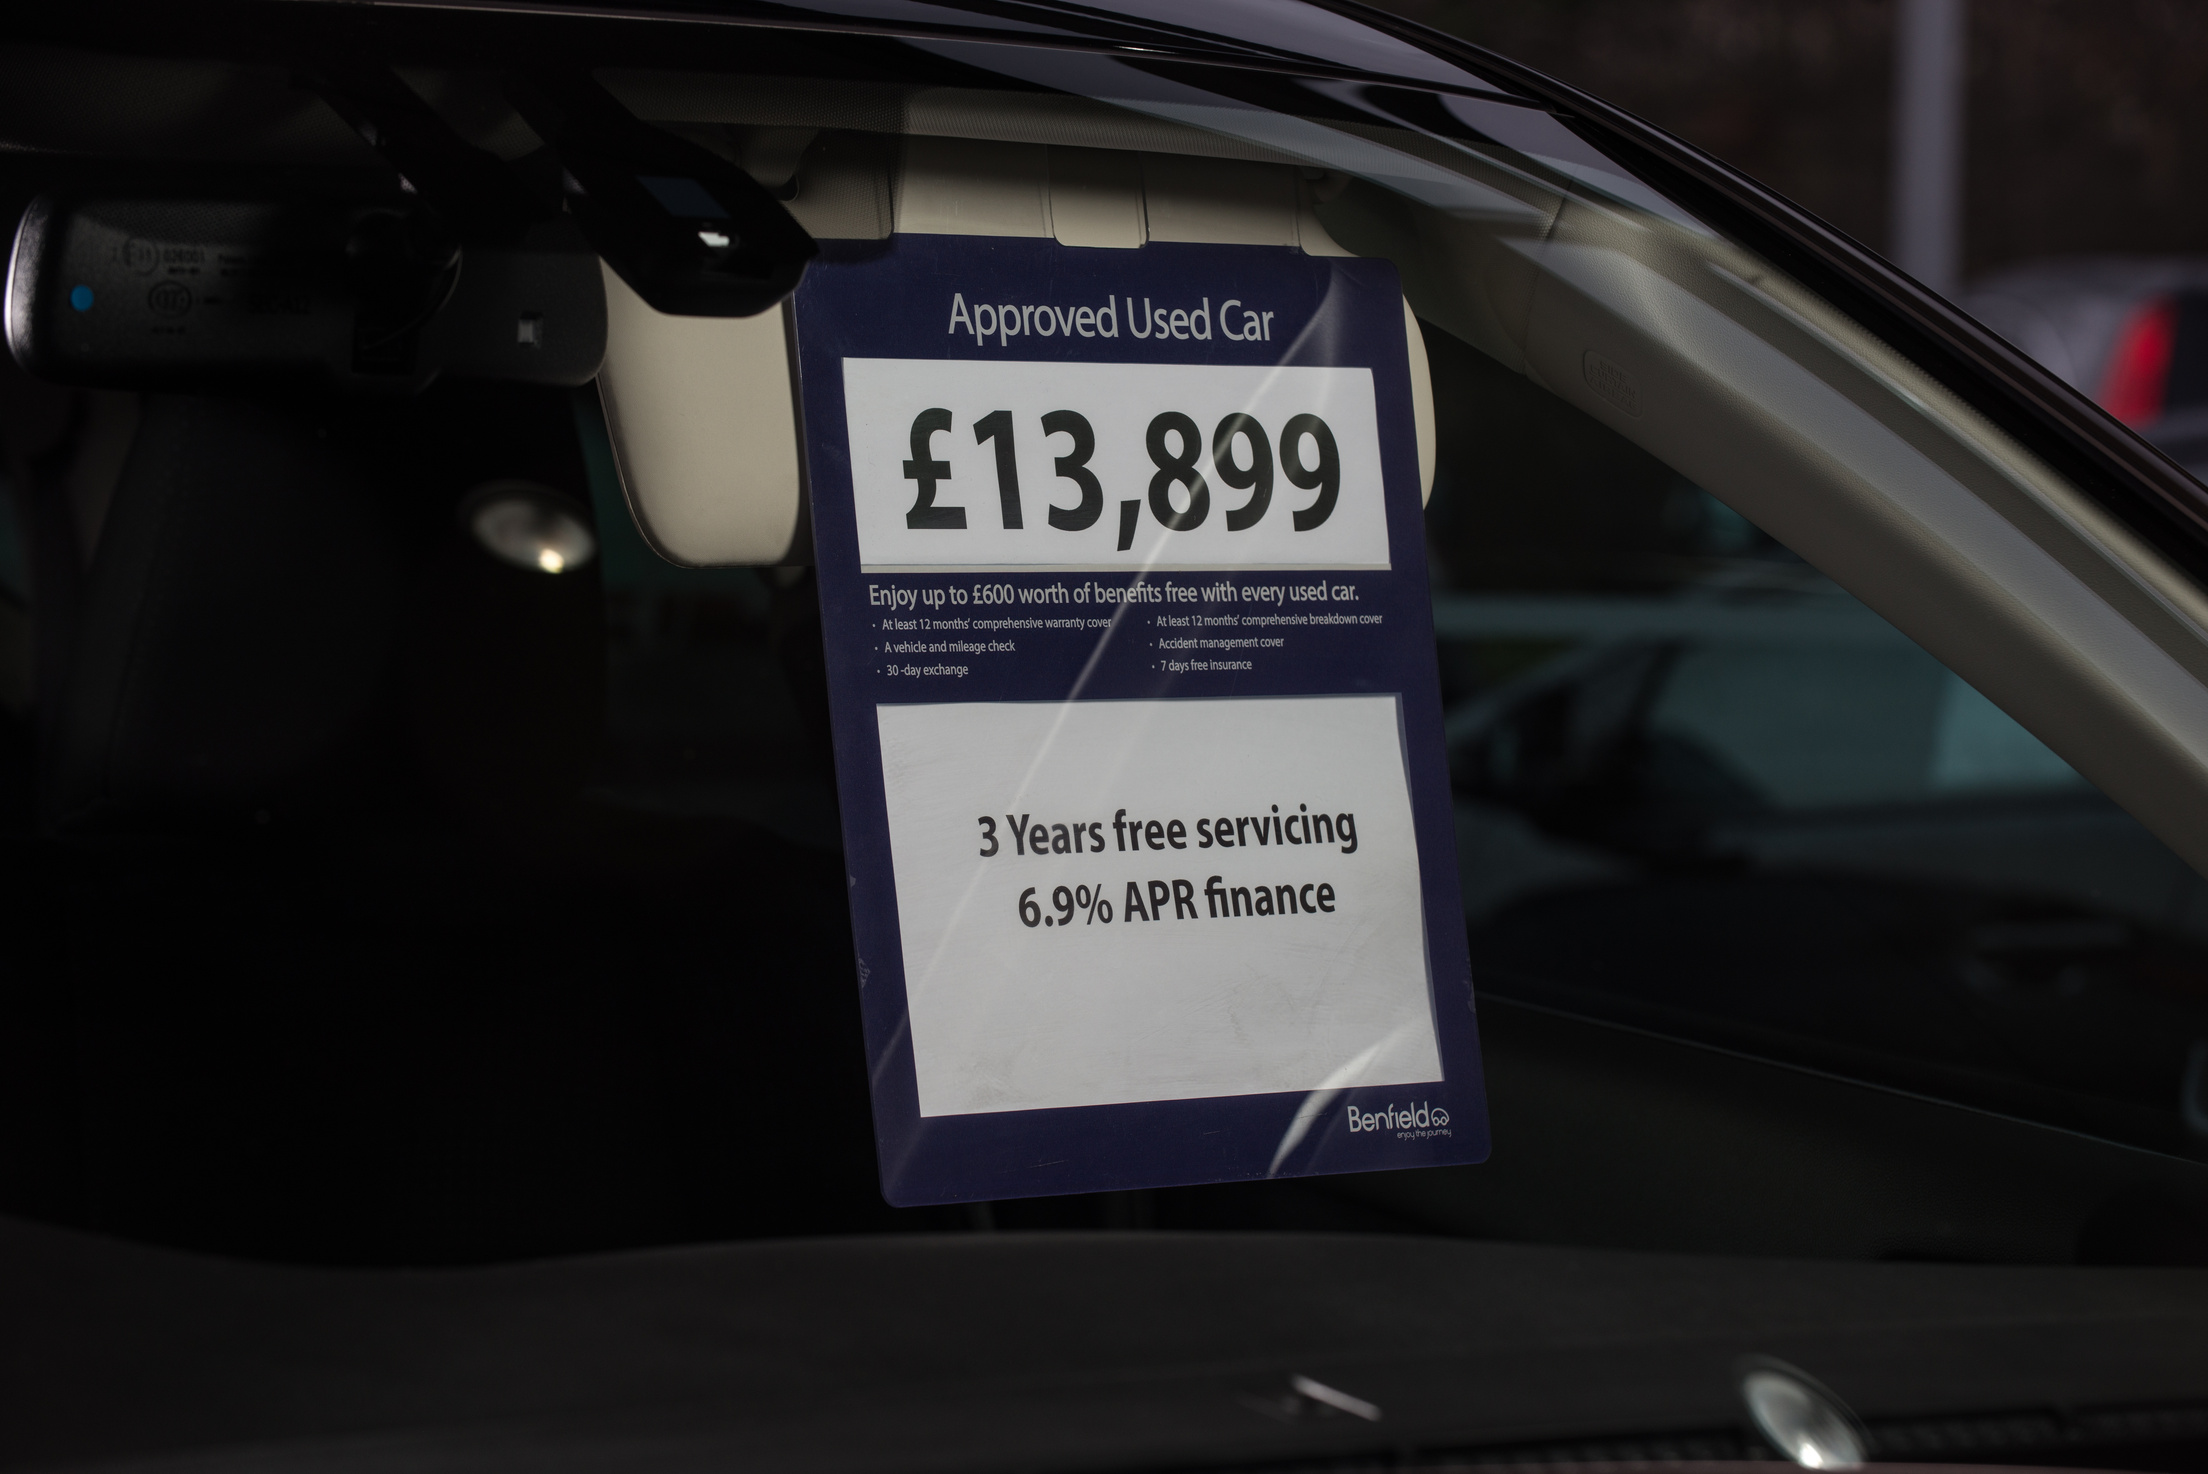 Approved Used Car
£13,899
Enjoy up to £600 worth of benefits free with every used car.
· At least 12 months' comprehensive warranty cover
· A vehicle and mileage check
· 30 -day exchange
· At least 12 months' comprehensive breakdown cover
· Accident management cover
· 7 days free insurance
3 Years free servicing
6.9% APR finance
Benfield
enjoy the journey